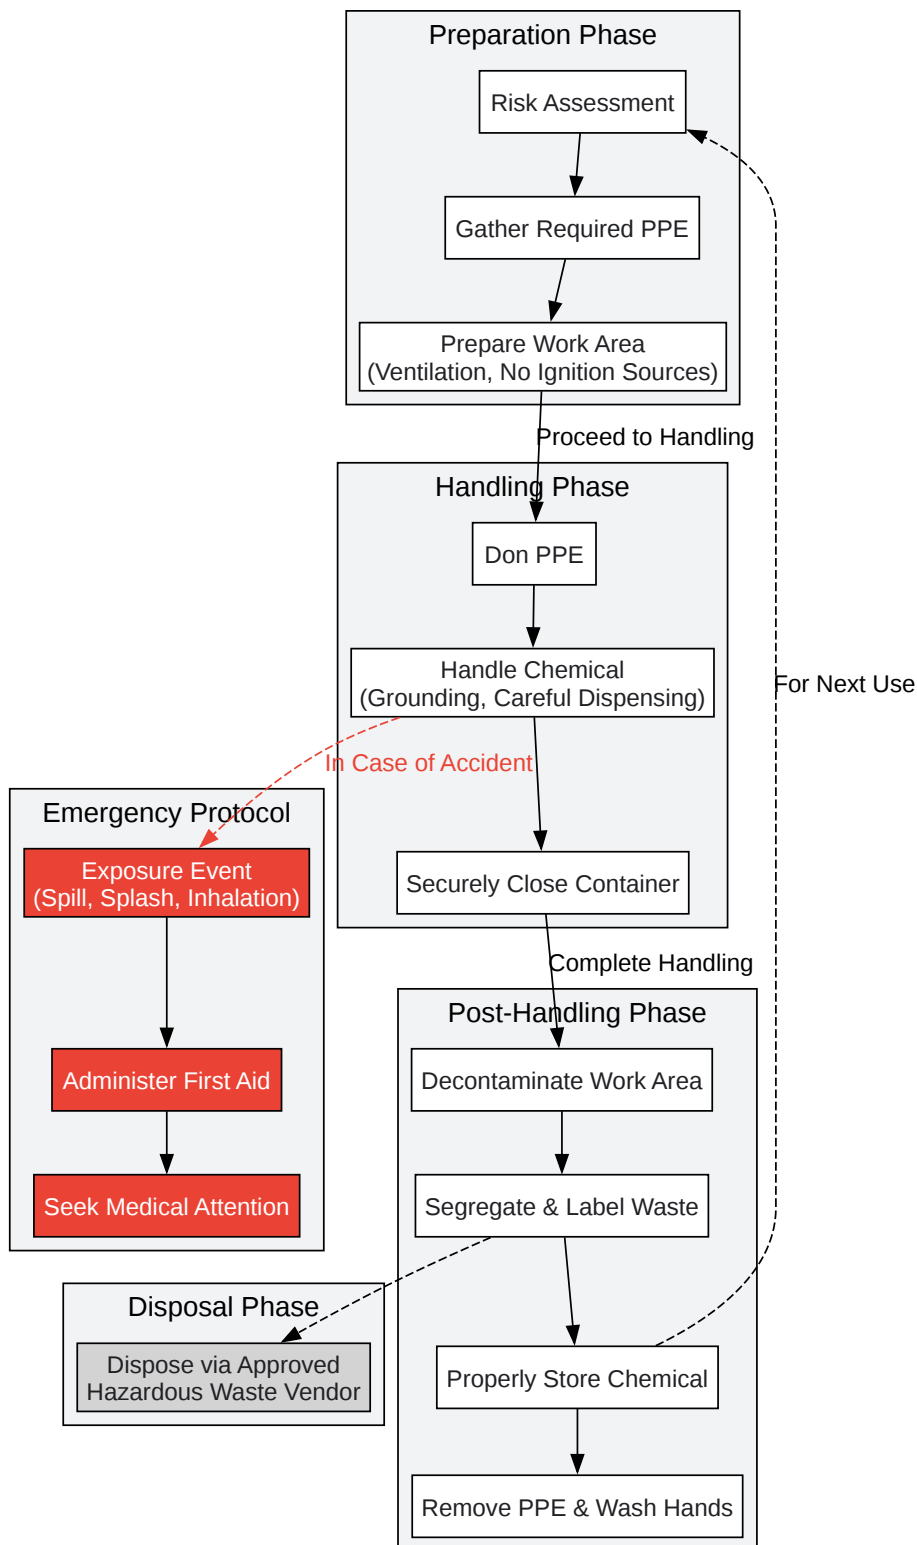 Preparation Phase
Risk Assessment
Gather Required PPE
Prepare Work Area
(Ventilation, No Ignition Sources)
Proceed to Handling
Handling Phase
Don PPE
Handle Chemical
(Grounding, Careful Dispensing)
For Next Use
In Case of Accident
Emergency Protocol
Exposure Event
(Spill, Splash, Inhalation)
Securely Close Container
Complete Handling
Post-Handling Phase
Administer First Aid
Decontaminate Work Area
Seek Medical Attention
Segregate & Label Waste
Disposal Phase
Dispose via Approved
Hazardous Waste Vendor
Properly Store Chemical
Remove PPE & Wash Hands